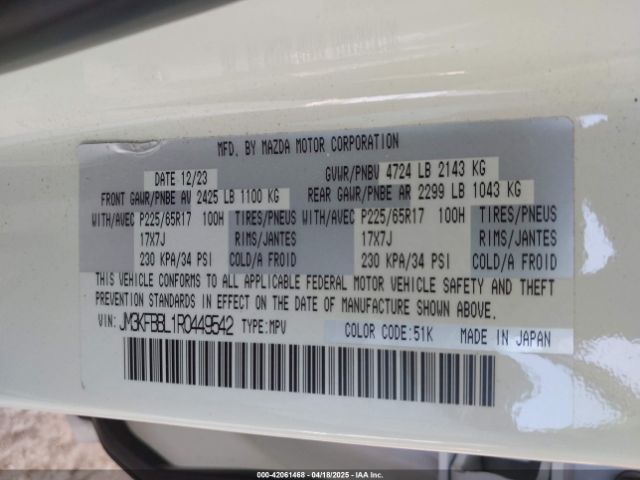 MFD. BY MAZDA MOTOR CORPORATION
DATE 12/23 GVWR/PNBV 4724 LB 2143 KG
FRONT GAWR/PNBE AV 2425 LB 1100 KG REAR GAWR/PNBE AR 2299 LB 1043 KG
WITH/AVEC P225/65R17 100H TIRES/PNEUS WITH/AVEC P225/65R17 100H TIRES/PNEUS
17X7J RIMS/JANTES 17X7J RIMS/JANTES
230 KPA/34 PSI COLD/A FROID 230 KPA/34 PSI COLD/A FROID
THIS VEHICLE CONFORMS TO ALL APPLICABLE FEDERAL MOTOR VEHICLE SAFETY AND THEFT
PREVENTION STANDARDS IN EFFECT ON THE DATE OF MANUFACTURE SHOWN ABOVE.
VIN: JM3KFBBL1R0449542 TYPE:MPV COLOR CODE:51K MADE IN JAPAN
000-42061468 04/18/2025 IAAI.COM